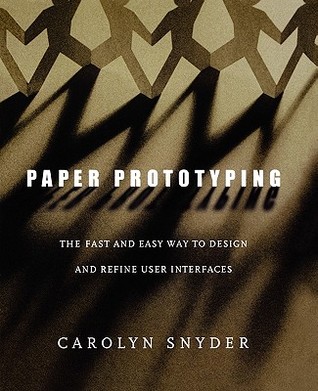 PAPER PROTOTYPING
THE FAST AND EASY WAY TO DESIGN
AND REFINE USER INTERFACES
CAROLYN SNYDER